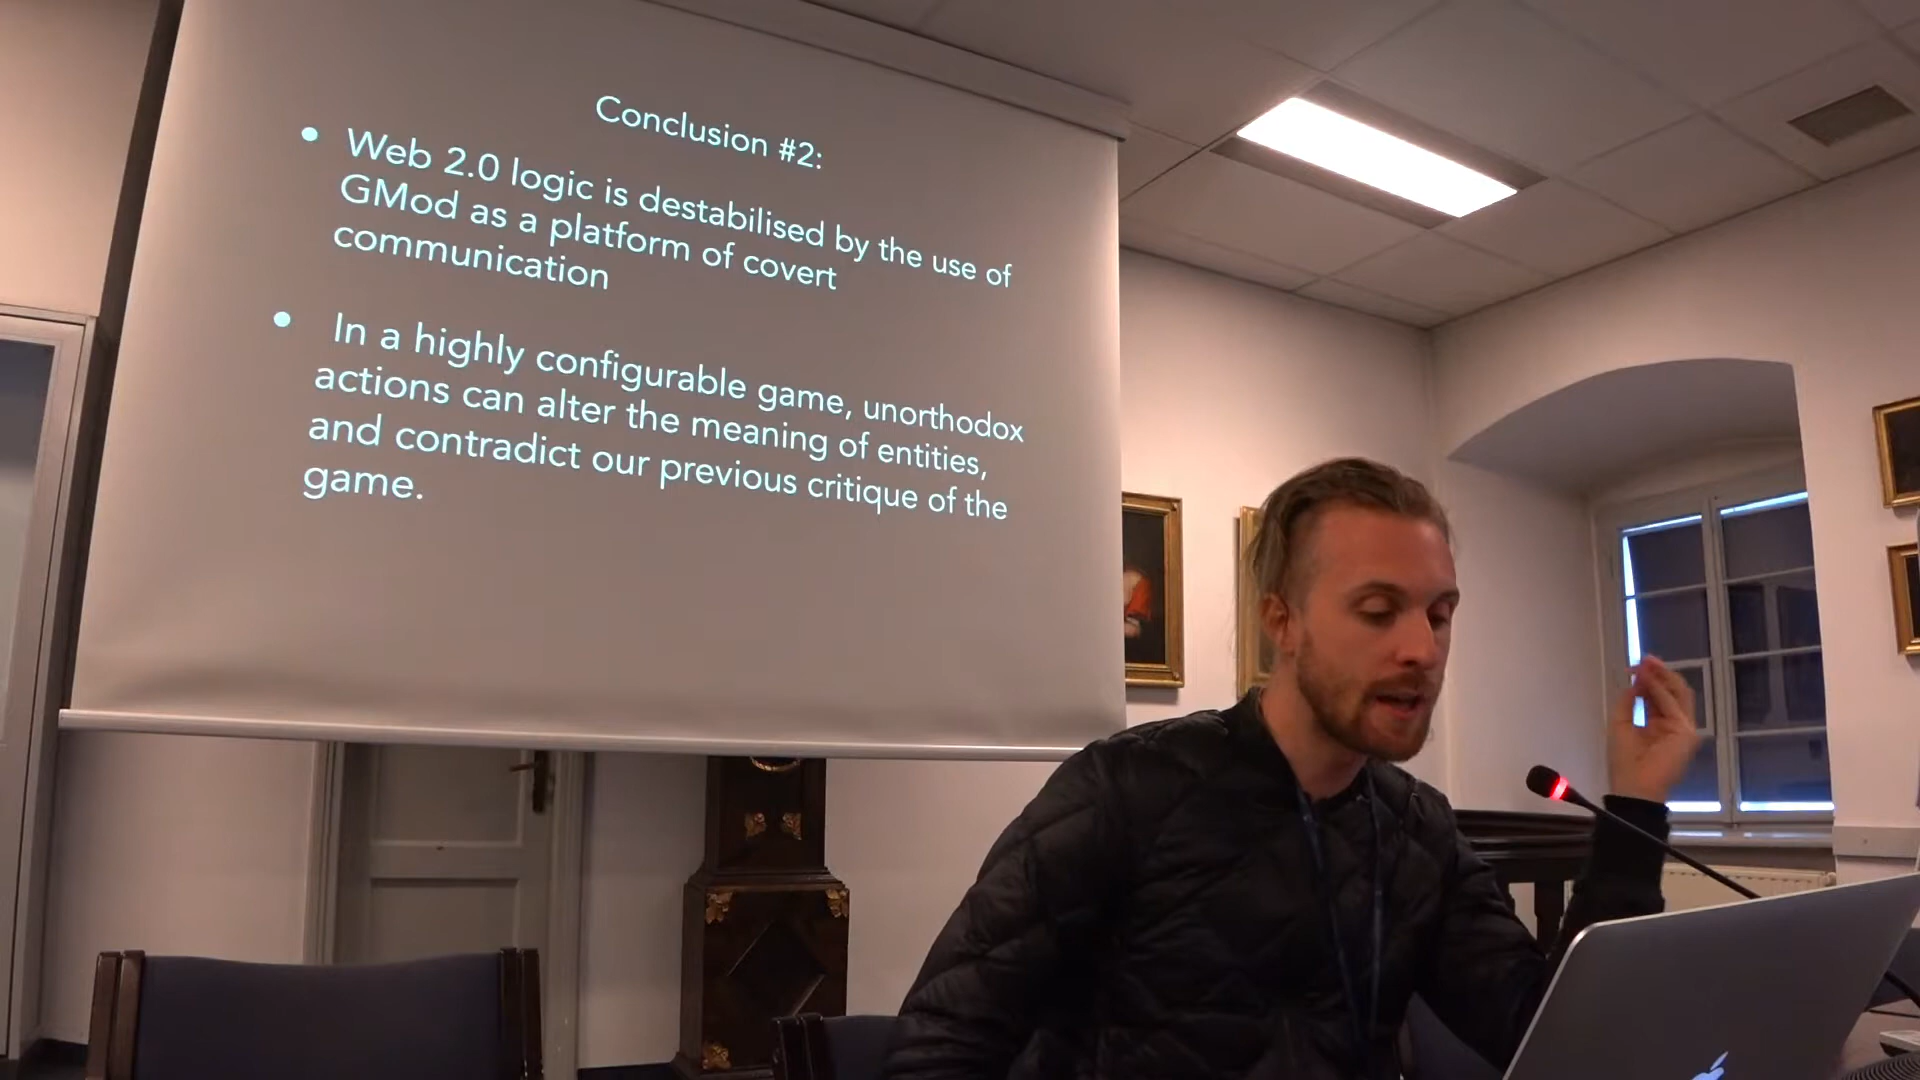 Conclusion #2:
• Web 2.0 logic is destabilised by the use of
GMod as a platform of covert
communication
• In a highly configurable game, unorthodox
actions can alter the meaning of entities,
and contradict our previous critique of the
game.